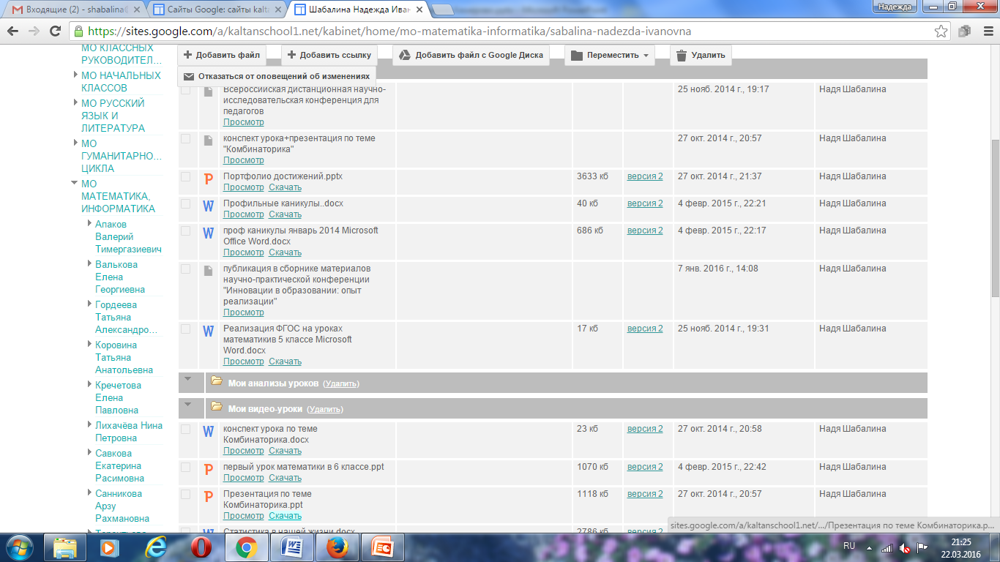 Входящие (2) - shabalina@
Сайты Google: сайты kalta
Шабалина Надежда Иван
Надежда
https://sites.google.com/a/kaltanschool1.net/kabinet/home/mo-matematika-informatika/sabalina-nadezda-ivanovna
Добавить файл
Добавить ссылку
Добавить файл с Google Диска
Переместить
Удалить
Отказаться от оповещений об изменениях
МО КЛАССНЫХ
РУКОВОДИТЕЛ...
МО НАЧАЛЬНЫХ
КЛАССОВ
МО РУССКИЙ
ЯЗЫК И
ЛИТЕРАТУРА
МО
ГУМАНИТАРНО...
ЦИКЛА
МО
МАТЕМАТИКА,
ИНФОРМАТИКА
Апаков
Валерий
Тимергазиевич
Валькова
Елена
Георгиевна
Гордеева
Татьяна
Александро...
Коровина
Татьяна
Анатольевна
Кречетова
Елена
Павловна
Лихачёва Нина
Петровна
Савкова
Екатерина
Расимовна
Санникова
Арзу
Рахмановна
Всероссийская дистанционная научно-
исследовательская конференция для
педагогов
Просмотр
25 нояб. 2014 г., 19:17 Надя Шабалина
конспект урока+презентация по теме
"Комбинаторика"
Просмотр
27 окт. 2014 г., 20:57 Надя Шабалина
Портфолио достижений.pptx
Просмотр Скачать
3633 кб версия 2 27 окт. 2014 г., 21:37 Надя Шабалина
Профильные каникулы..docx
Просмотр Скачать
40 кб версия 2 4 февр. 2015 г., 22:21 Надя Шабалина
проф каникулы январь 2014 Microsoft
Office Word.docx
Просмотр Скачать
686 кб версия 2 4 февр. 2015 г., 22:17 Надя Шабалина
публикация в сборнике материалов
научно-практической конференции
"Инновации в образовании: опыт
реализации"
Просмотр
7 янв. 2016 г., 14:08 Надя Шабалина
Реализация ФГОС на уроках
математикив 5 классе Microsoft
Word.docx
Просмотр Скачать
17 кб версия 2 25 нояб. 2014 г., 19:31 Надя Шабалина
Мои анализы уроков (Удалить)
Мои видео-уроки (Удалить)
конспект урока по теме
Комбинаторика.docx
Просмотр Скачать
23 кб версия 2 27 окт. 2014 г., 20:58 Надя Шабалина
первый урок математики в 6 классе.ppt
Просмотр Скачать
1070 кб версия 2 4 февр. 2015 г., 22:42 Надя Шабалина
Презентация по теме
Комбинаторика.ppt
Просмотр Скачать
1118 кб версия 2 27 окт. 2014 г., 20:57 Надя Шабалина
Статистика в нашей жизни.docx
2786 кб версия 2
sites.google.com/a/kaltanschool1.net/.../Презентация по теме Комбинаторика.p...
RU
21:25
22.03.2016